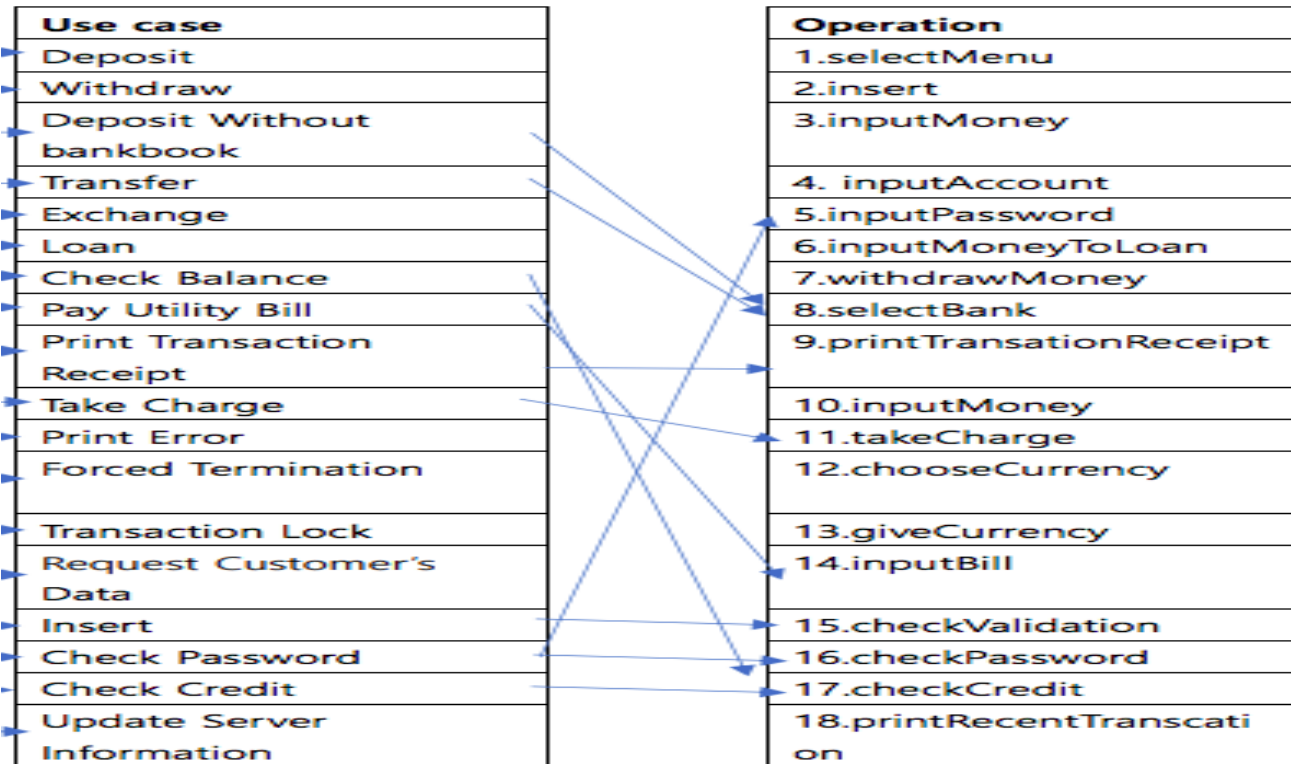 Use case
Deposit
Withdraw
Deposit Without
bankbook
Transfer
Exchange
Loan
Check Balance
Pay Utility Bill
Print Transaction
Receipt
Take Charge
Print Error
Forced Termination
Transaction Lock
Request Customer's
Data
Insert
Check Password
Check Credit
Update Server
Information
Operation
1.selectMenu
2.insert
3.inputMoney
4. inputAccount
5.inputPassword
6.inputMoneyToLoan
7.withdrawMoney
8.selectBank
9.printTransationReceipt
10.inputMoney
11.takeCharge
12.chooseCurrency
13.giveCurrency
14.inputBill
15.checkValidation
16.checkPassword
17.checkCredit
18.printRecentTranscati
on